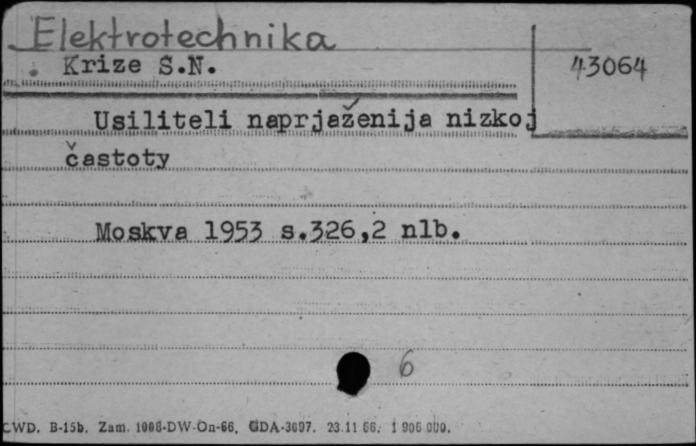 Elektrotechnika
Krize S.N. 43064
Usiliteli naprjaženija nizkoj
častoty
Moskva 1953 s.326,2 nlb.
6
CWD. B-15b. Zam. 1008-DW-On-66. GDA-3697. 23.11 66. 1 906 000.